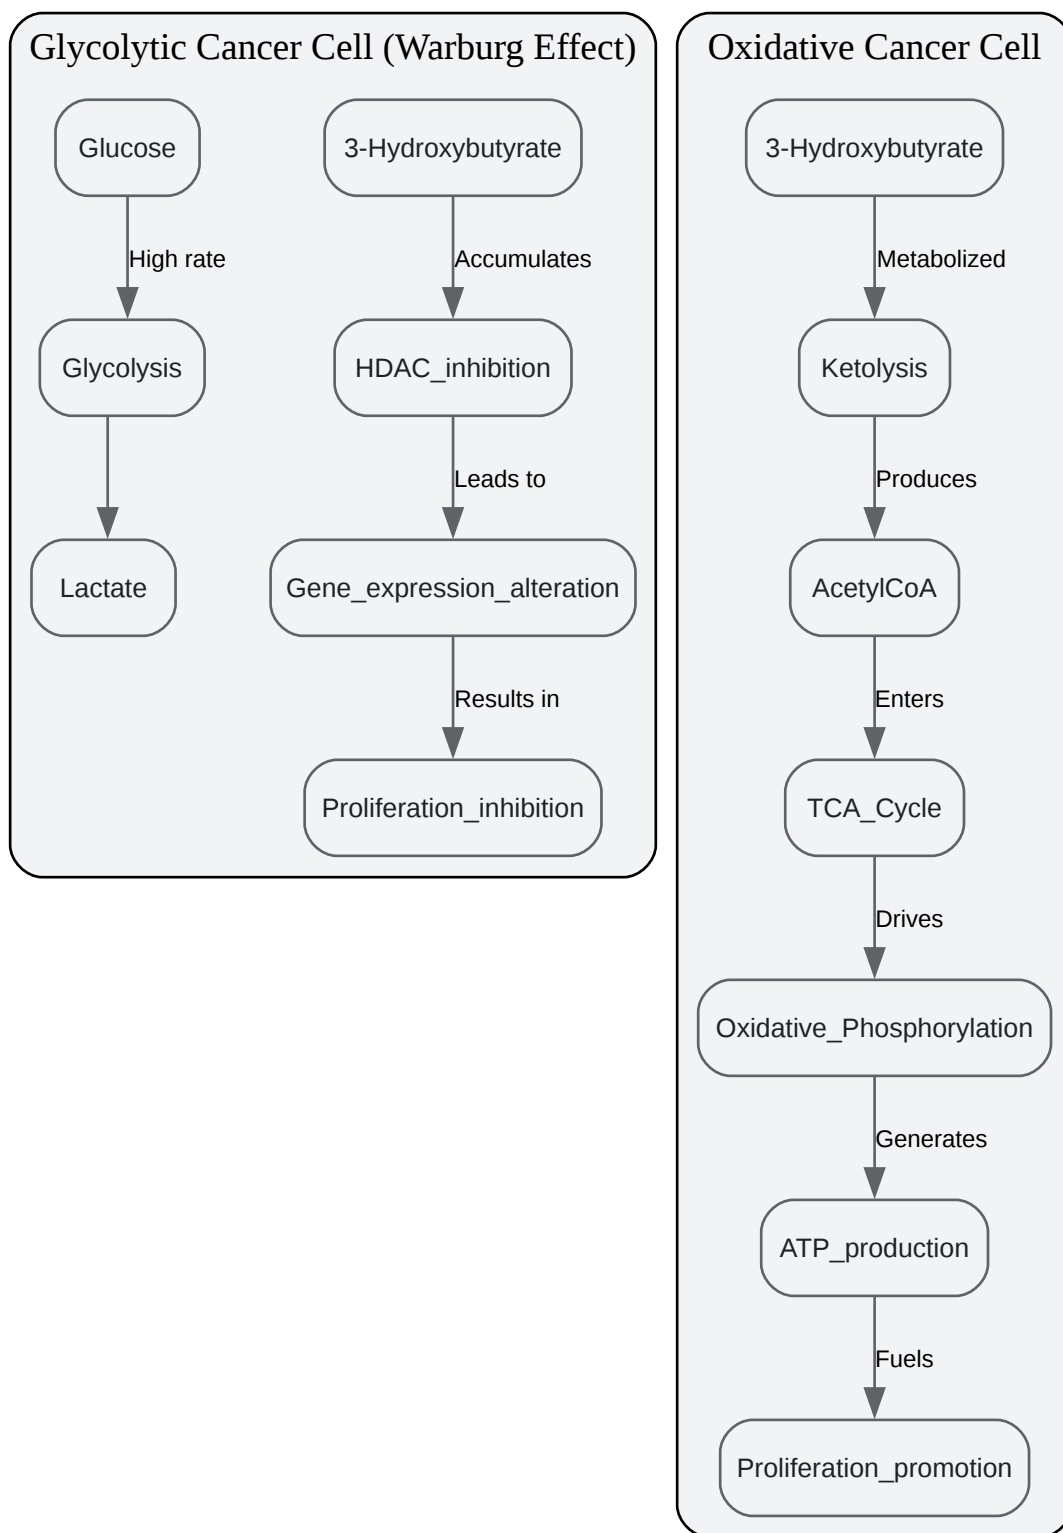 Glycolytic Cancer Cell (Warburg Effect)
Glucose
High rate
Glycolysis
Lactate
3-Hydroxybutyrate
Accumulates
HDAC_inhibition
Leads to
Gene_expression_alteration
Results in
Proliferation_inhibition
Oxidative Cancer Cell
3-Hydroxybutyrate
Metabolized
Ketolysis
Produces
AcetylCoA
Enters
TCA_Cycle
Drives
Oxidative_Phosphorylation
Generates
ATP_production
Fuels
Proliferation_promotion